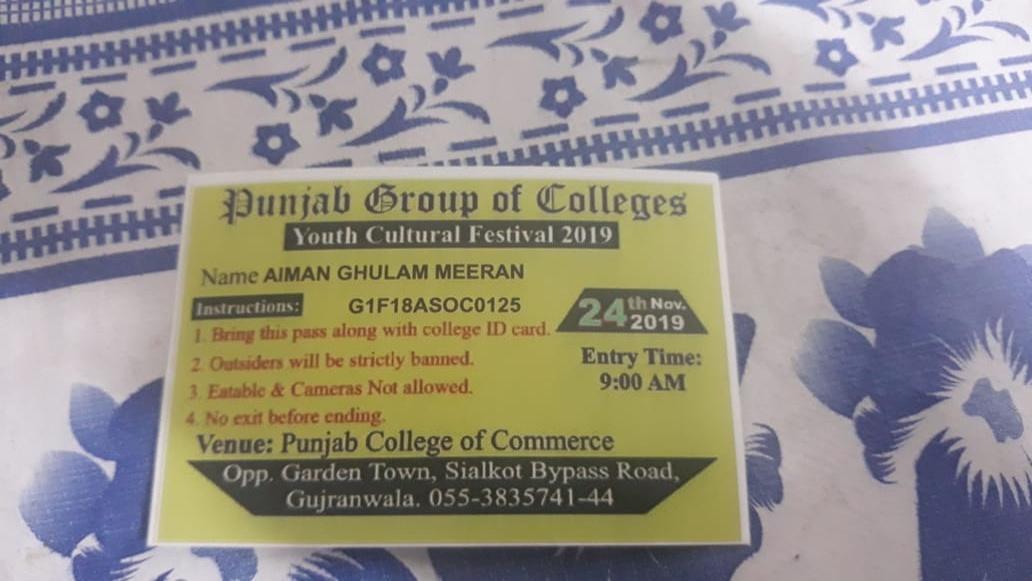 Punjab Group of Colleges
Youth Cultural Festival 2019
Name AIMAN GHULAM MEERAN
Instructions: G1F18ASOC0125
24th Nov. 2019
1. Bring this pass along with college ID card.
2. Outsiders will be strictly banned.
3. Eatable & Cameras Not allowed.
4. No exit before ending.
Entry Time:
9:00 AM
Venue: Punjab College of Commerce
Opp. Garden Town, Sialkot Bypass Road,
Gujranwala. 055-3835741-44